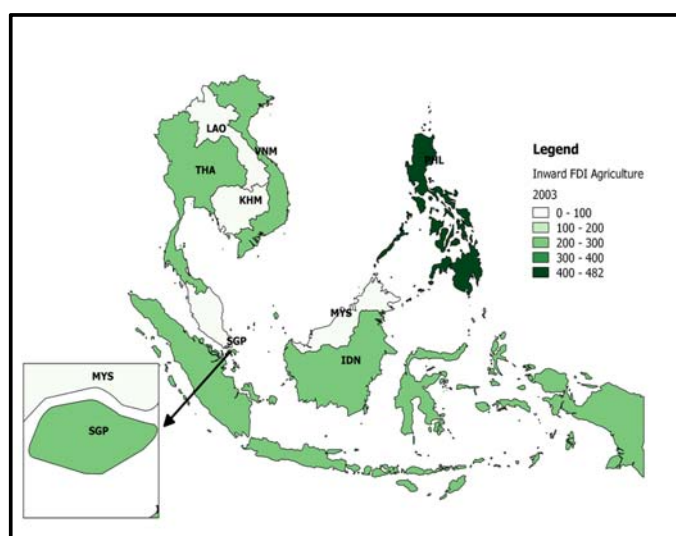 LAO
VNM
THA
KHM
PHL
Legend
Inward FDI Agriculture
2003
0 - 100
100 - 200
200 - 300
300 - 400
400 - 482
MYS
SGP
IDN
MYS
SGP